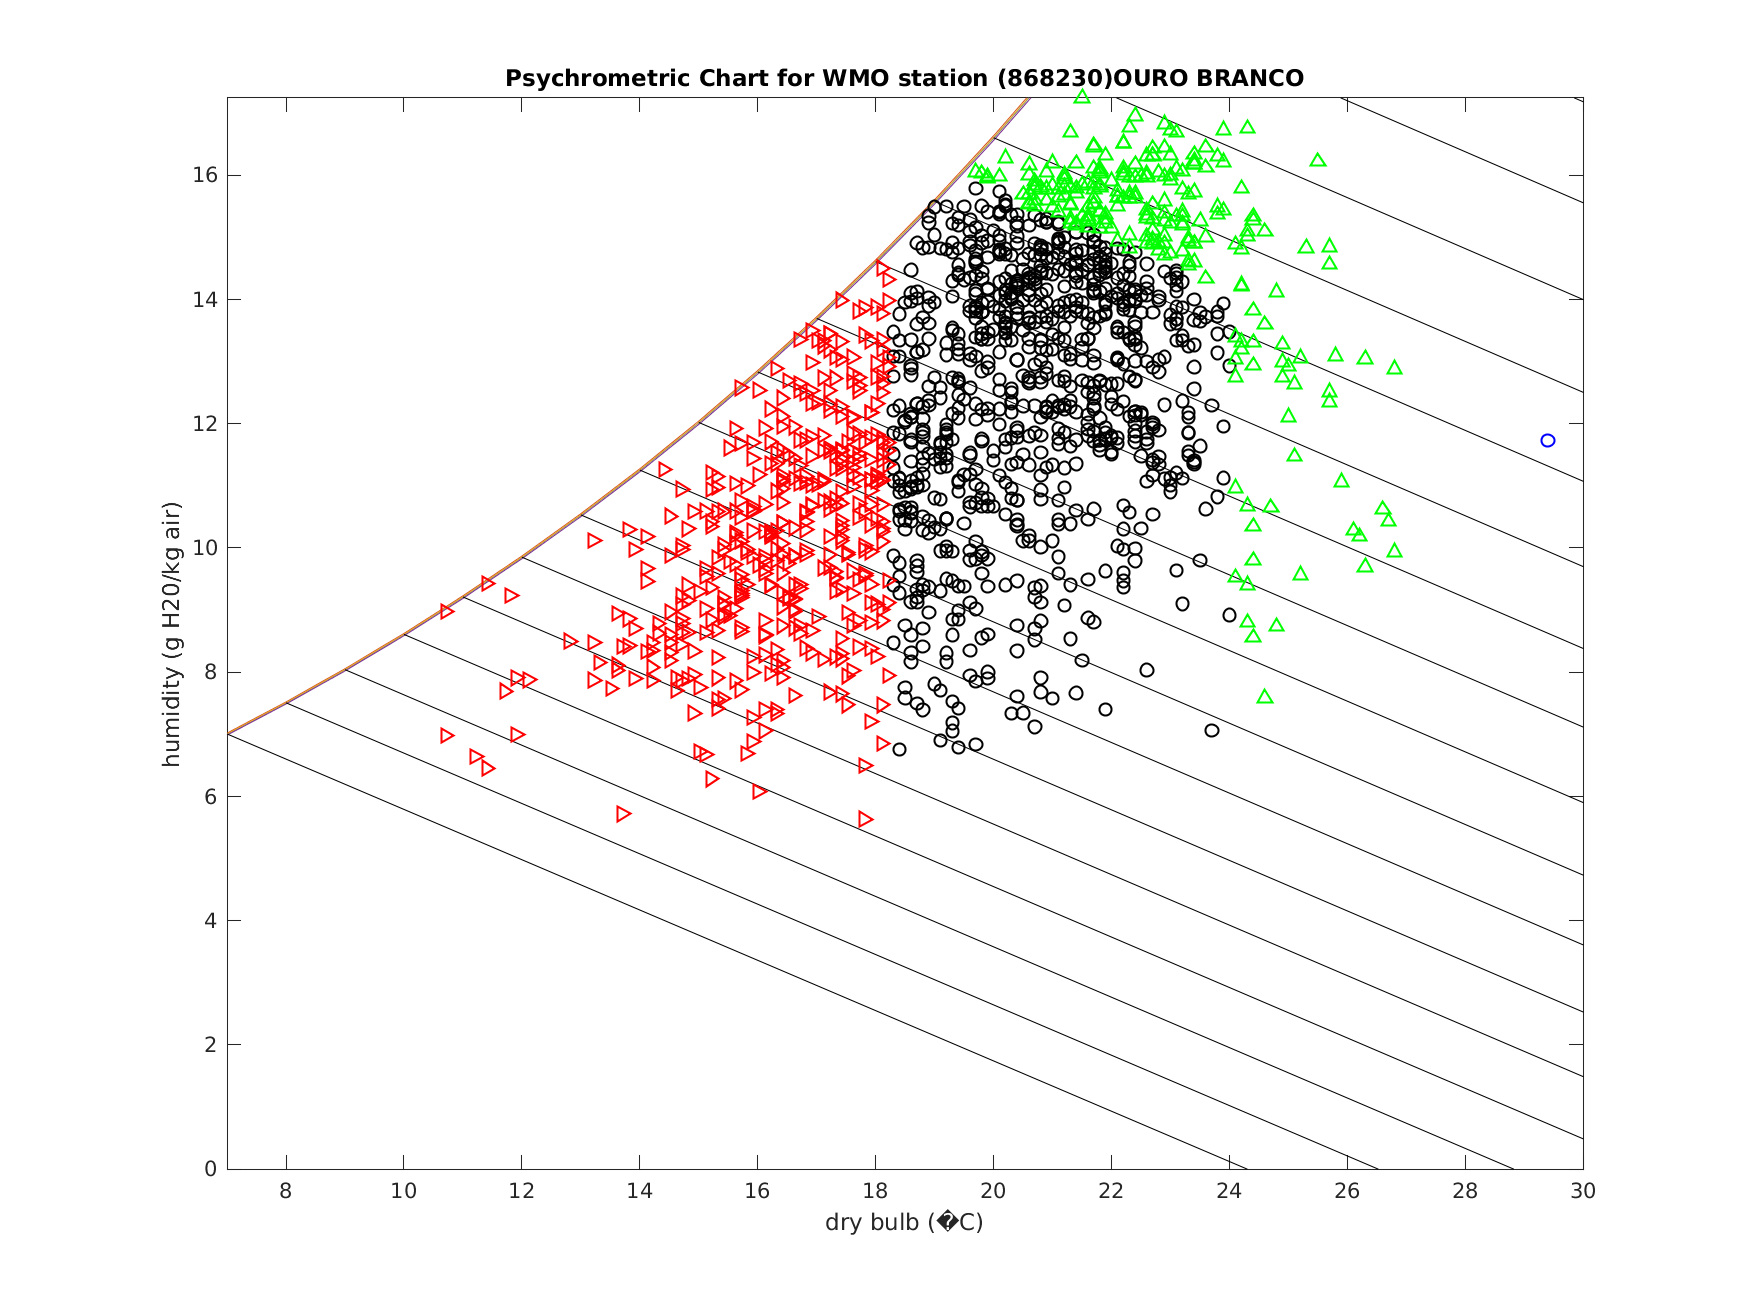 Psychrometric Chart for WMO station (868230)OURO BRANCO
humidity (g H20/kg air)
16
14
12
10
8
6
4
2
0
8 10 12 14 16 18 20 22 24 26 28 30
dry bulb (�C)